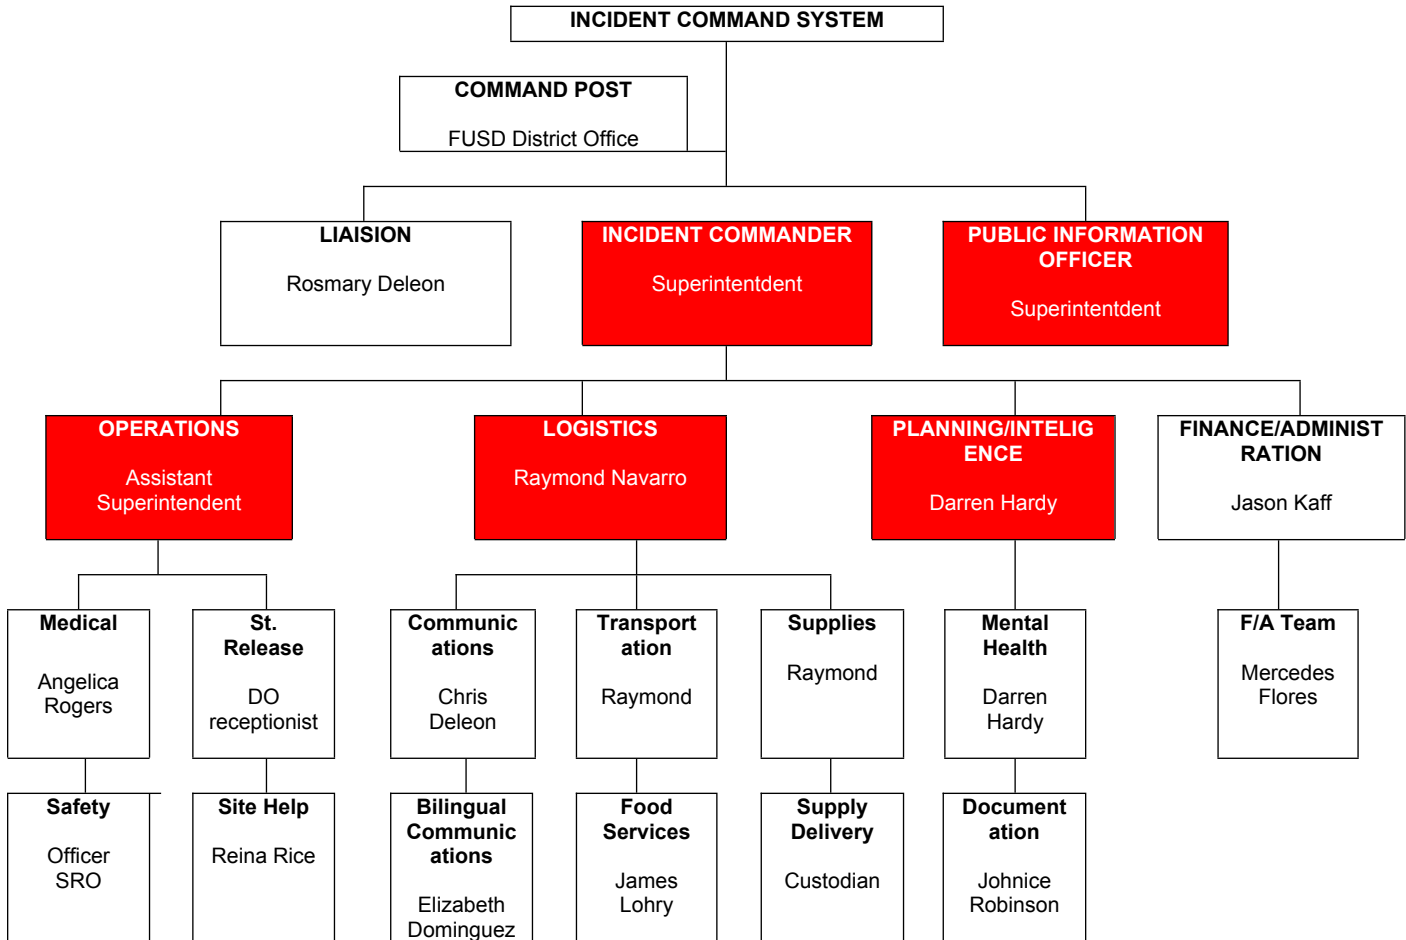 INCIDENT COMMAND SYSTEM
COMMAND POST
FUSD District Office
LIAISION
Rosmary Deleon
INCIDENT COMMANDER
Superintentdent
PUBLIC INFORMATION
OFFICER
Superintentdent
OPERATIONS
Assistant
Superintendent
LOGISTICS
Raymond Navarro
PLANNING/INTELIG
ENCE
Darren Hardy
FINANCE/ADMINIST
RATION
Jason Kaff
Medical
Angelica
Rogers
St.
Release
DO
receptionist
Communic
ations
Chris
Deleon
Transport
ation
Raymond
Supplies
Raymond
Mental
Health
Darren
Hardy
F/A Team
Mercedes
Flores
Safety
Officer
SRO
Site Help
Reina Rice
Bilingual
Communic
ations
Elizabeth
Dominguez
Food
Services
James
Lohry
Supply
Delivery
Custodian
Document
ation
Johnice
Robinson